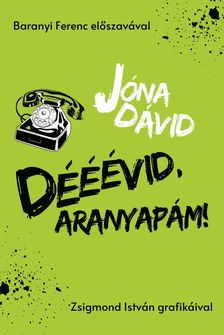 Baranyi Ferenc előszavával
JÓNA
DÁVID
DÉÉÉVID,
ARANYAPÁM!
Zsigmond István grafikáival